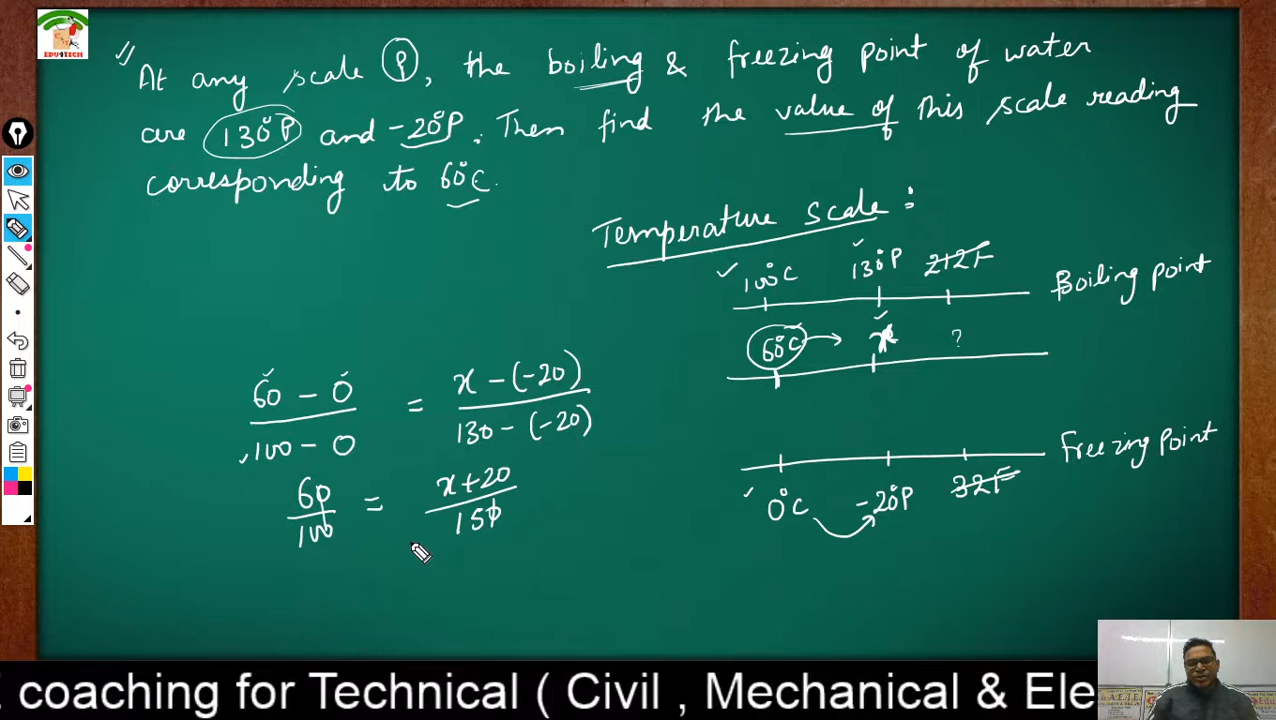 EDU4TECH
At any scale P, the boiling & freezing point of water
are 130°P and -20°P. Then find the value of this scale reading
corresponding to 60°C.
Temperature Scale :
100°C 130°P 212F Boiling point
60°C x ?
60 - 0 = x - (-20)
100 - 0 130 - (-20)
Freezing Point
0°C -20°P 32F
60 = x+20
100 150
coaching for Technical ( Civil , Mechanical & Ele